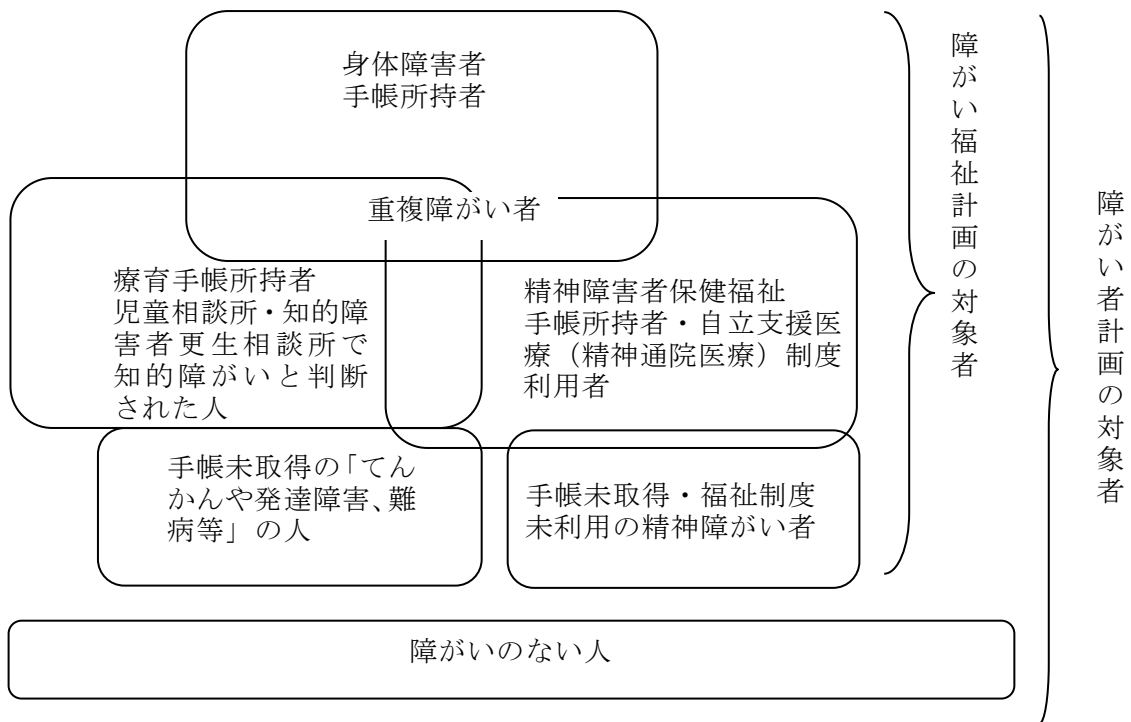 身体障害者
手帳所持者
重複障がい者
療育手帳所持者
児童相談所・知的障
害者更生相談所で
知的障がいと判断
された人
精神障害者保健福祉
手帳所持者・自立支援医
療（精神通院医療）制度
利用者
手帳未取得の「てん
かんや発達障害、難
病等」の人
手帳未取得・福祉制度
未利用の精神障がい者
障がいのない人
障がい福祉計画の対象者
障がい者計画の対象者